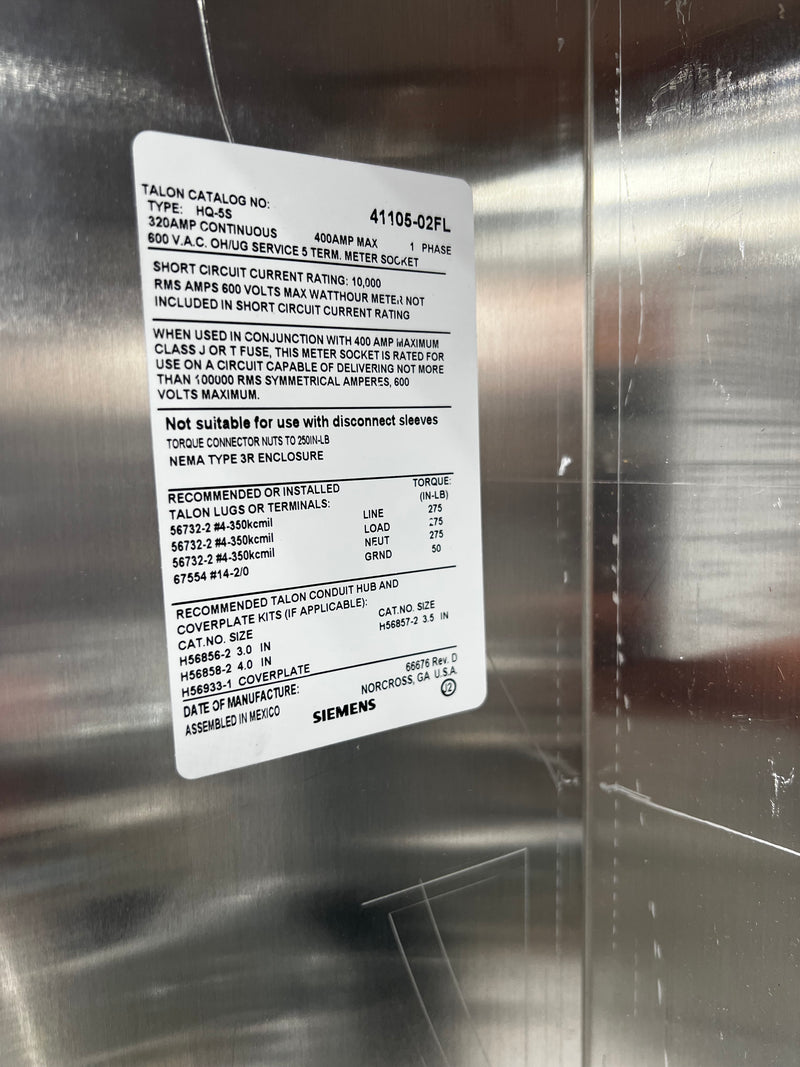 TALON CATALOG NO: 41105-02FL
TYPE: HQ-5S
320AMP CONTINUOUS 400AMP MAX 1 PHASE
600 V.A.C. OH/UG SERVICE 5 TERM. METER SOCKET
SHORT CIRCUIT CURRENT RATING: 10,000
RMS AMPS 600 VOLTS MAX WATTHOUR METER NOT
INCLUDED IN SHORT CIRCUIT CURRENT RATING
WHEN USED IN CONJUNCTION WITH 400 AMP MAXIMUM
CLASS J OR T FUSE, THIS METER SOCKET IS RATED FOR
USE ON A CIRCUIT CAPABLE OF DELIVERING NOT MORE
THAN 100000 RMS SYMMETRICAL AMPERES, 600
VOLTS MAXIMUM.
Not suitable for use with disconnect sleeves
TORQUE CONNECTOR NUTS TO 250IN-LB
NEMA TYPE 3R ENCLOSURE
RECOMMENDED OR INSTALLED TORQUE:
TALON LUGS OR TERMINALS: (IN-LB)
56732-2 #4-350kcmil LINE 275
56732-2 #4-350kcmil LOAD 275
56732-2 #4-350kcmil NEUT 275
67554 #14-2/0 GRND 50
RECOMMENDED TALON CONDUIT HUB AND
COVERPLATE KITS (IF APPLICABLE):
CAT.NO. SIZE CAT.NO. SIZE
H56856-2 3.0 IN H56857-2 3.5 IN
H56858-2 4.0 IN
H56933-1 COVERPLATE
DATE OF MANUFACTURE: 66676 Rev. D
ASSEMBLED IN MEXICO NORCROSS, GA U.S.A.
SIEMENS J2